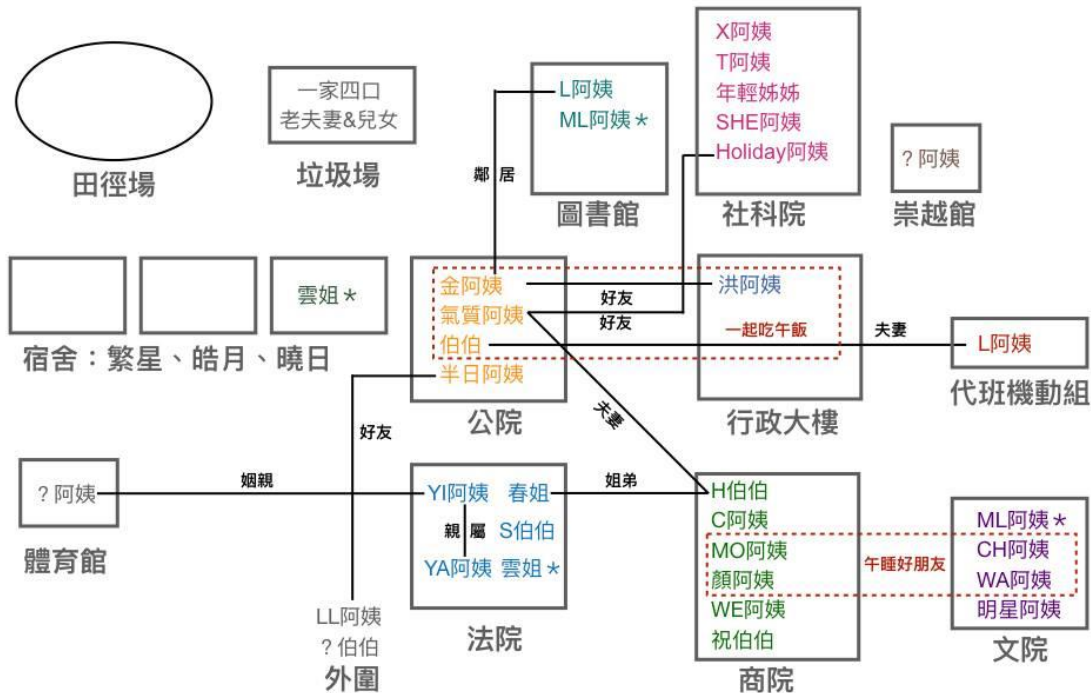 田徑場
一家四口
老夫妻&兒女
垃圾場
L阿姨
ML阿姨*
圖書館
X阿姨
T阿姨
年輕姊姊
SHE阿姨
Holiday阿姨
社科院
?阿姨
崇越館
鄰居
雲姐*
宿舍：繁星、皓月、曉日
金阿姨
氣質阿姨
伯伯
半日阿姨
公院
好友
好友
洪阿姨
一起吃午飯
行政大樓
夫妻
L阿姨
代班機動組
好友
夫妻
?阿姨
體育館
姻親
YI阿姨 春姐
親屬
S伯伯
YA阿姨 雲姐*
法院
姐弟
LL阿姨
?伯伯
外圍
H伯伯
C阿姨
MO阿姨
顏阿姨
WE阿姨
祝伯伯
商院
午睡好朋友
ML阿姨*
CH阿姨
WA阿姨
明星阿姨
文院